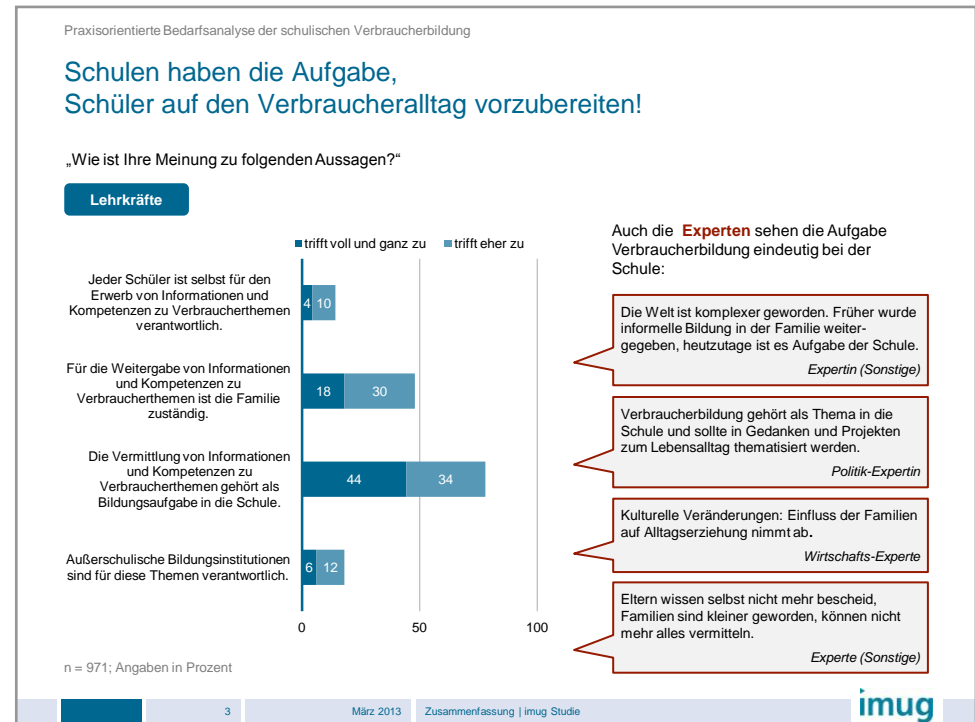 Praxisorientierte Bedarfsanalyse der schulischen Verbraucherbildung
Schulen haben die Aufgabe,
Schüler auf den Verbraucheralltag vorzubereiten!
„Wie ist Ihre Meinung zu folgenden Aussagen?“
Lehrkräfte
trifft voll und ganz zu
trifft eher zu
Jeder Schüler ist selbst für den
Erwerb von Informationen und
Kompetenzen zu Verbraucherthemen
verantwortlich.
4 10
Für die Weitergabe von Informationen
und Kompetenzen zu
Verbraucherthemen ist die Familie
zuständig.
18 30
Die Vermittlung von Informationen
und Kompetenzen zu
Verbraucherthemen gehört als
Bildungsaufgabe in die Schule.
44 34
Außerschulische Bildungsinstitutionen
sind für diese Themen verantwortlich.
6 12
0 50 100
n = 971; Angaben in Prozent
Auch die Experten sehen die Aufgabe
Verbraucherbildung eindeutig bei der
Schule:
Die Welt ist komplexer geworden. Früher wurde
informelle Bildung in der Familie weiter-
gegeben, heutzutage ist es Aufgabe der Schule.
Expertin (Sonstige)
Verbraucherbildung gehört als Thema in die
Schule und sollte in Gedanken und Projekten
zum Lebensalltag thematisiert werden.
Politik-Expertin
Kulturelle Veränderungen: Einfluss der Familien
auf Alltagserziehung nimmt ab.
Wirtschafts-Experte
Eltern wissen selbst nicht mehr bescheid,
Familien sind kleiner geworden, können nicht
mehr alles vermitteln.
Experte (Sonstige)
3 März 2013 Zusammenfassung | imug Studie
imug